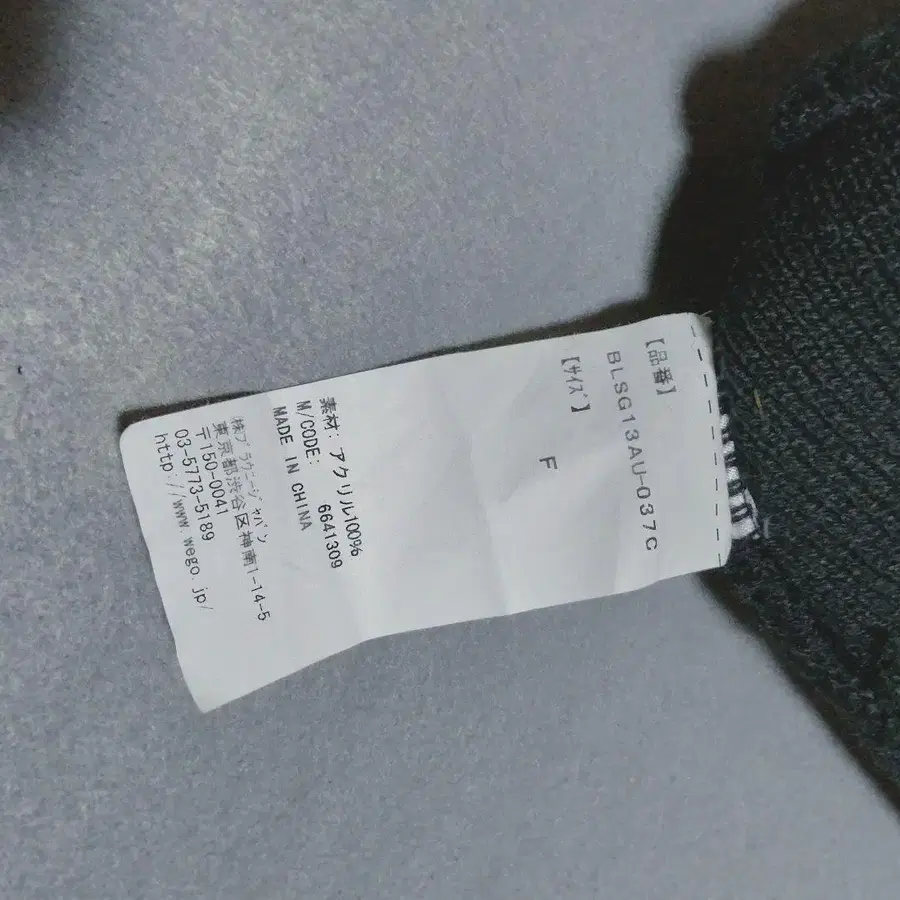 【品番】
BLSG13AU-037C
【ｻｲｽﾞ】
F
素材: アクリル100%
M/CODE: 6641309
MADE IN CHINA
(株)ﾌﾞﾗｳﾆｰｼﾞｬﾊﾟﾝ
東京都渋谷区神南1-14-5
〒150-0041
03-5773-5189
http://www.wego.jp/